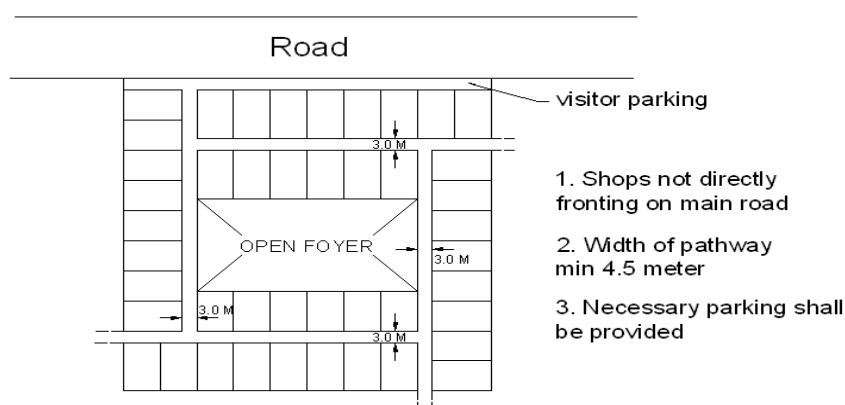 Road
visitor parking
3.0 M
1. Shops not directly
fronting on main road
OPEN FOYER
2. Width of pathway
min 4.5 meter
3.0 M
3.0 M
3. Necessary parking shall
be provided
3.0 M